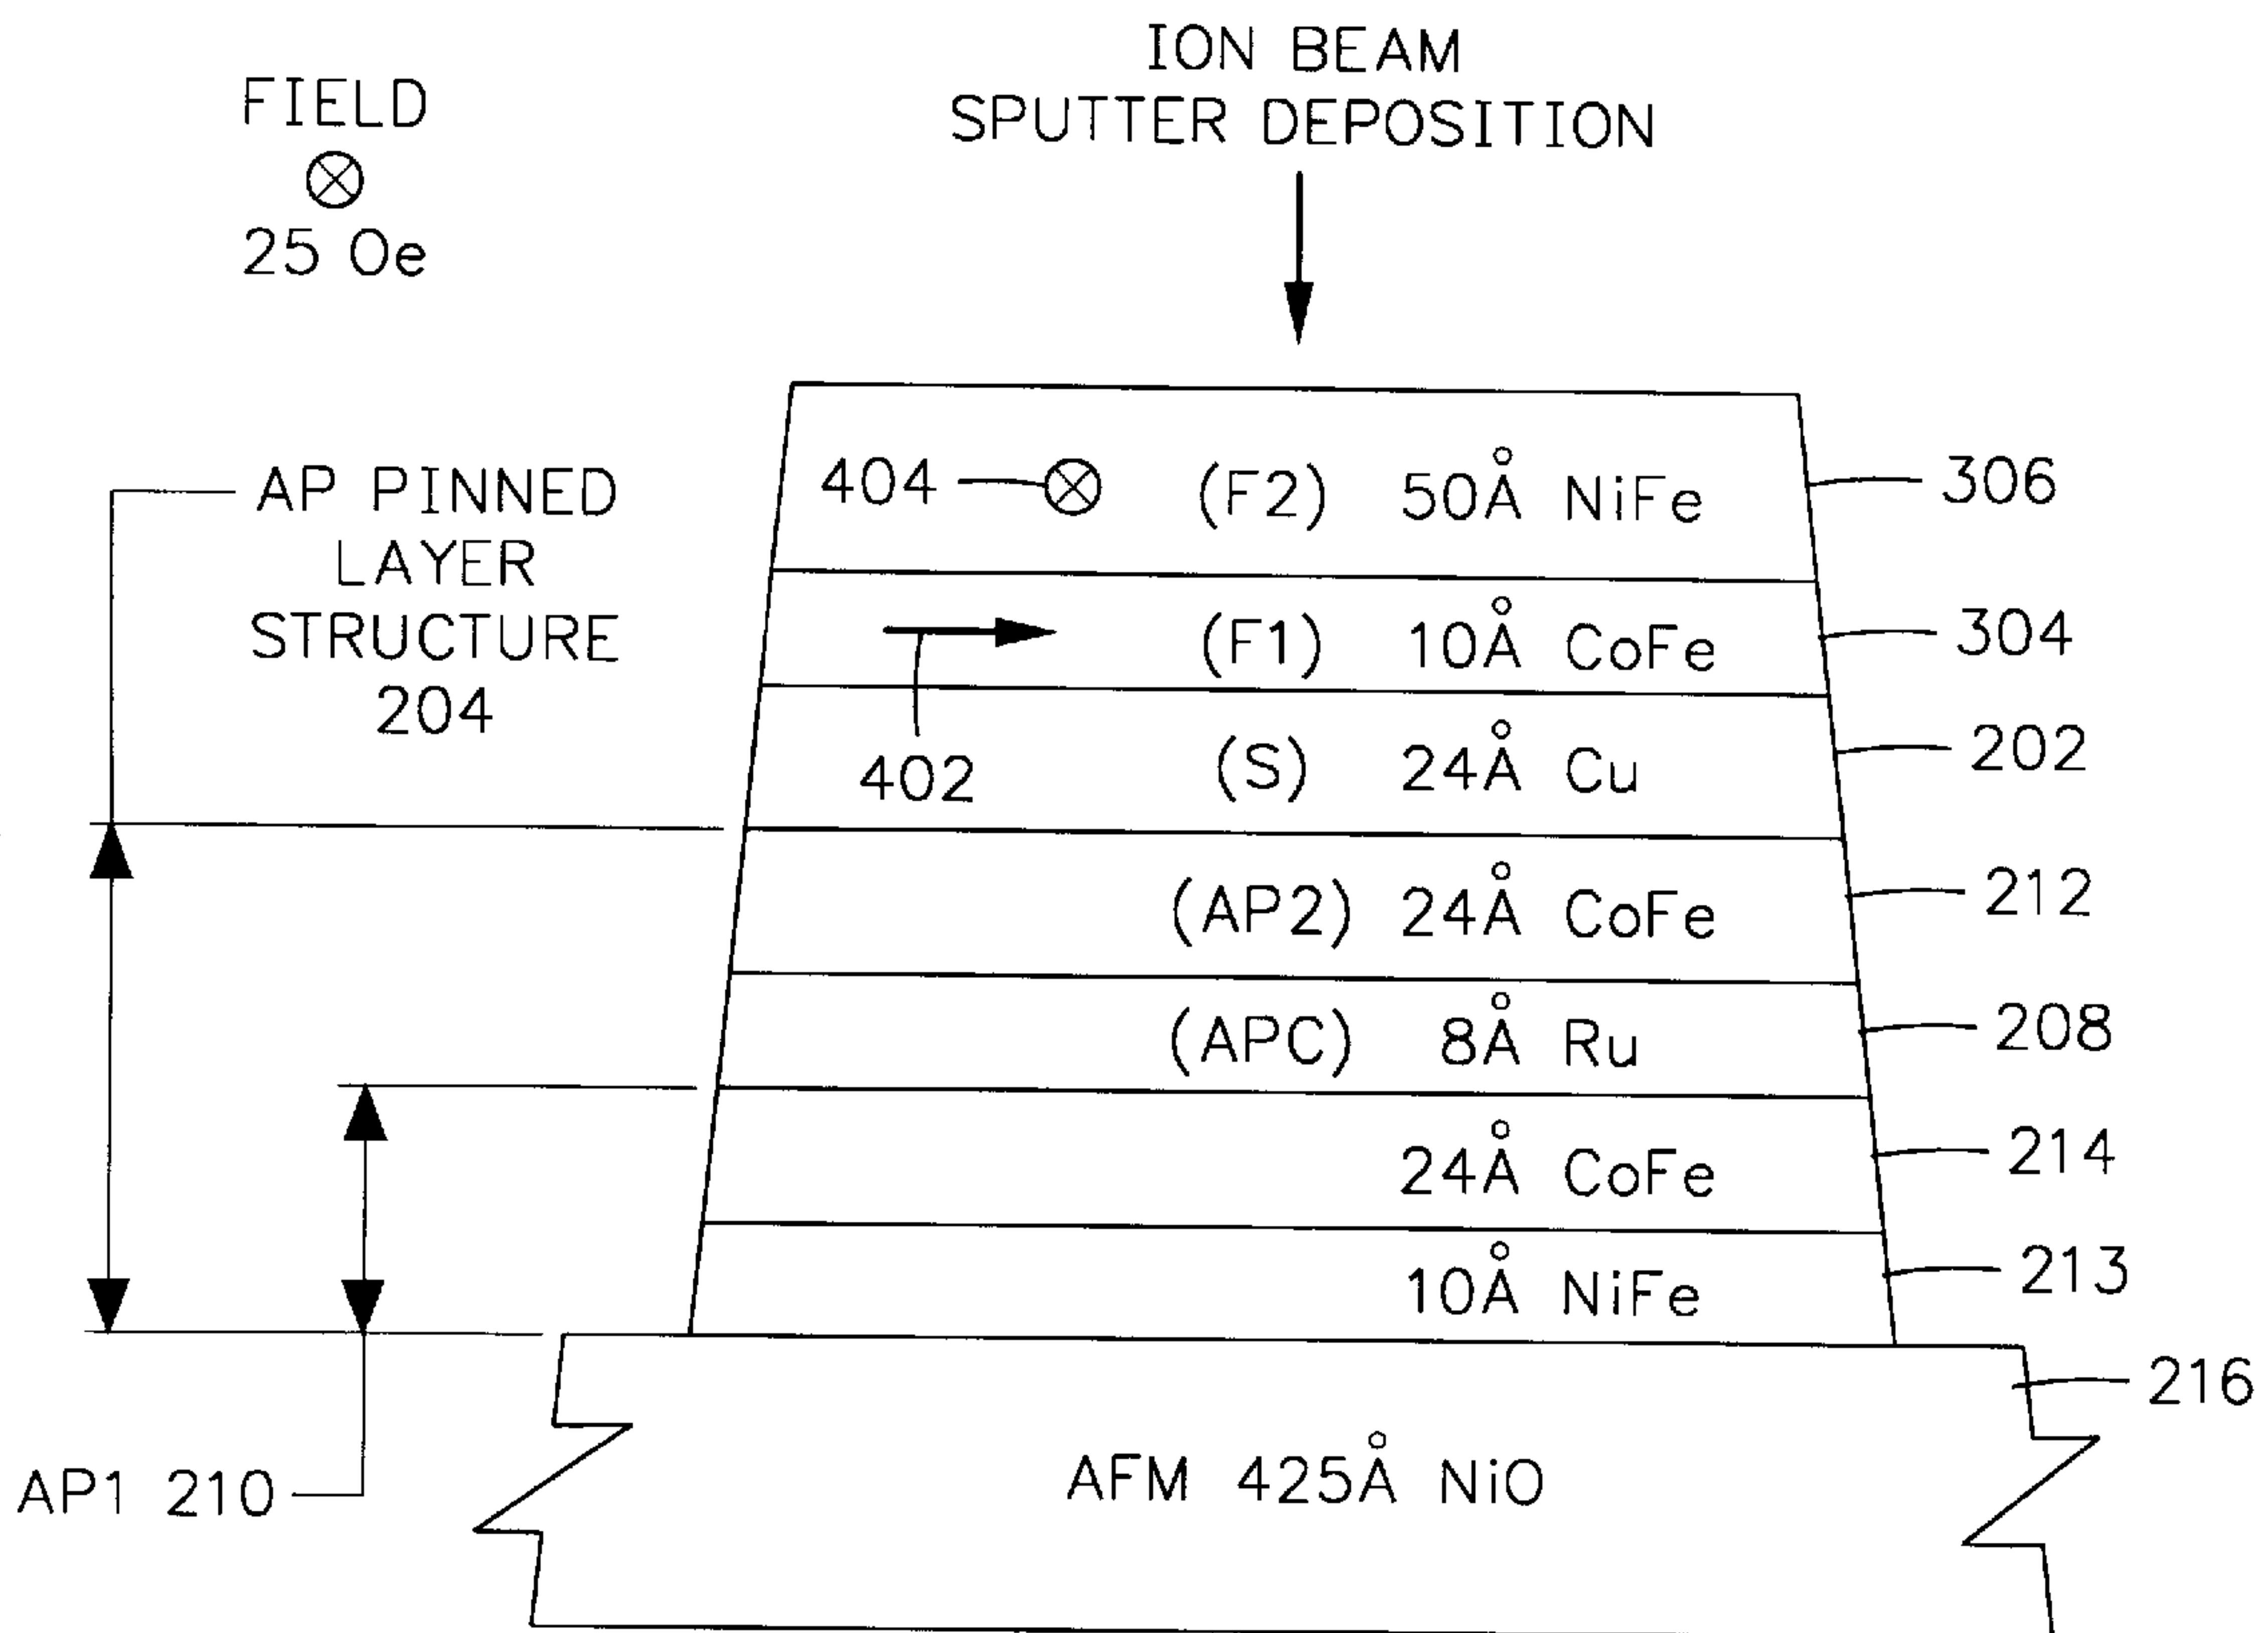 ION BEAM
SPUTTER DEPOSITION
FIELD
25 Oe
AP PINNED
LAYER
STRUCTURE
204
404 (F2) 50Å NiFe 306
(F1) 10Å CoFe 304
402 (S) 24Å Cu 202
(AP2) 24Å CoFe 212
(APC) 8Å Ru 208
24Å CoFe 214
10Å NiFe 213
216
AP1 210
AFM 425Å NiO